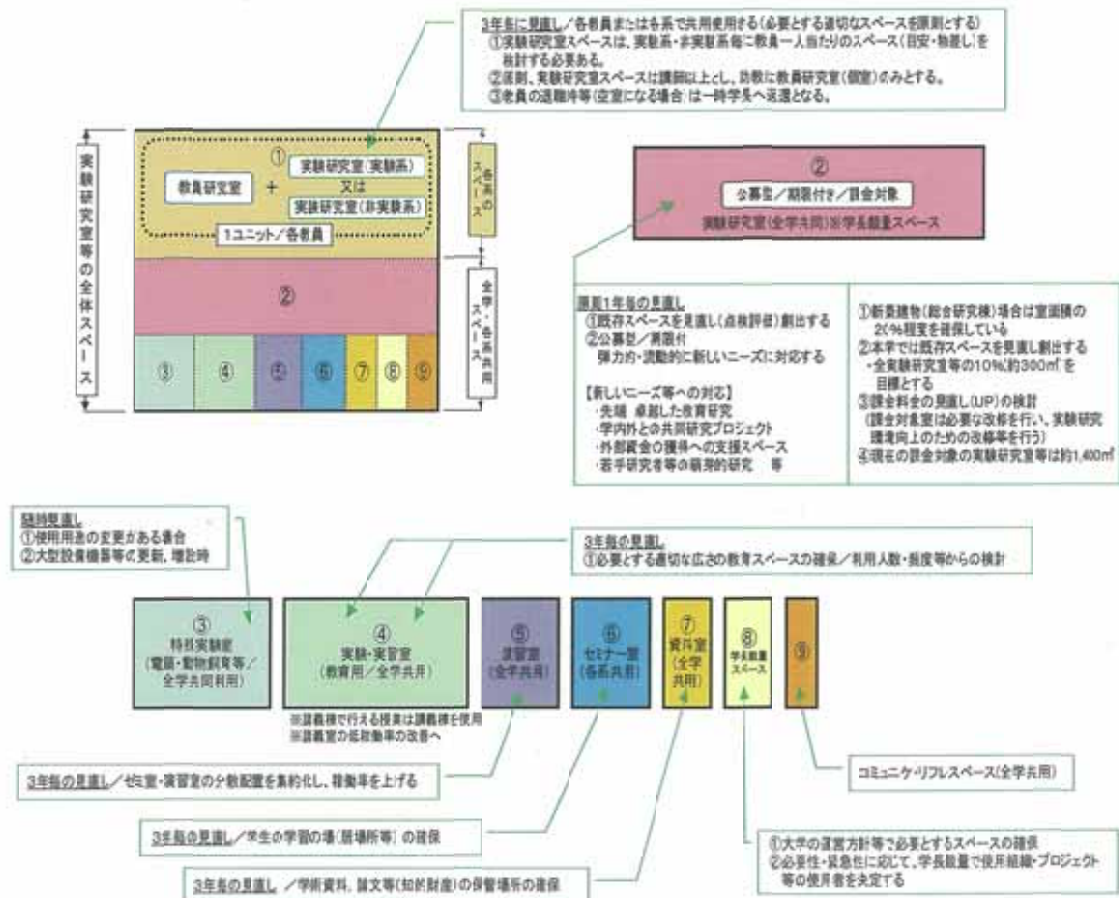 3年毎に見直し/各教員または各系で共用使用する(必要とする適切なスペースを原則とする)
①実験研究室スペースは、実験系・非実験系毎に教員一人当たりのスペース(目安・物差し)を
検討する必要ある。
②原則、実験研究室スペースは講師以上とし、助教は教員研究室(個室)のみとする。
③教員の退職時等(空室になる場合)は一時学長へ返還となる。
実験研究室等の全体スペース
①
教員研究室
+
実験研究室(実験系)
又は
実験研究室(非実験系)
1ユニット/各教員
各系のスペース
②
全学・各系共用スペース
③
④
⑤
⑥
⑦
⑧
⑨
②
公募型/期限付き/課金対象
実験研究室(全学共同)※学長裁量スペース
原則1年毎の見直し
①既存スペースを見直し(点検評価)創出する
②公募型/期限付
弾力的・流動的に新しいニーズに対応する
【新しいニーズ等への対応】
・先端 卓越した教育研究
・学内外との共同研究プロジェクト
・外部資金の獲得への支援スペース
・若手研究者等の萌芽的研究 等
①新築建物(総合研究棟)場合は室面積の
20%程度を確保している
②本学では既存スペースを見直し創出する
・全実験研究室等の10%(約300㎡を
目標とする
③課金料金の見直し(UP)の検討
(課金対象室は必要な改修を行い、実験研究
環境向上のための改修等を行う)
④現在の課金対象の実験研究室等は約1,400㎡
随時見直し
①使用用途の変更がある場合
②大型設備機器等の更新、増設時
3年毎の見直し
①必要とする適切な広さの教育スペースの確保/利用人数・頻度等からの検討
③
特殊実験室
(電顕・動物飼育等/
全学共同利用)
④
実験・実習室
(教育用/全学共用)
⑤
演習室
(全学共用)
⑥
セミナー室
(各系共用)
⑦
資料室
(全学
共用)
⑧
学長裁量
スペース
⑨
※講義棟で行える授業は講義棟を使用
※講義室の低稼働率の改善へ
3年毎の見直し/ゼミ室・演習室の分散配置を集約化し、稼働率を上げる
コミュニケ・リフレスペース(全学共用)
3年毎の見直し/学生の学習の場(居場所等)の確保
①大学の運営方針等で必要とするスペースの確保
②必要性・緊急性に応じて、学長裁量で使用組織・プロジェクト
等の使用者を決定する
3年毎の見直し /学術資料、論文等(知的財産)の保管場所の確保